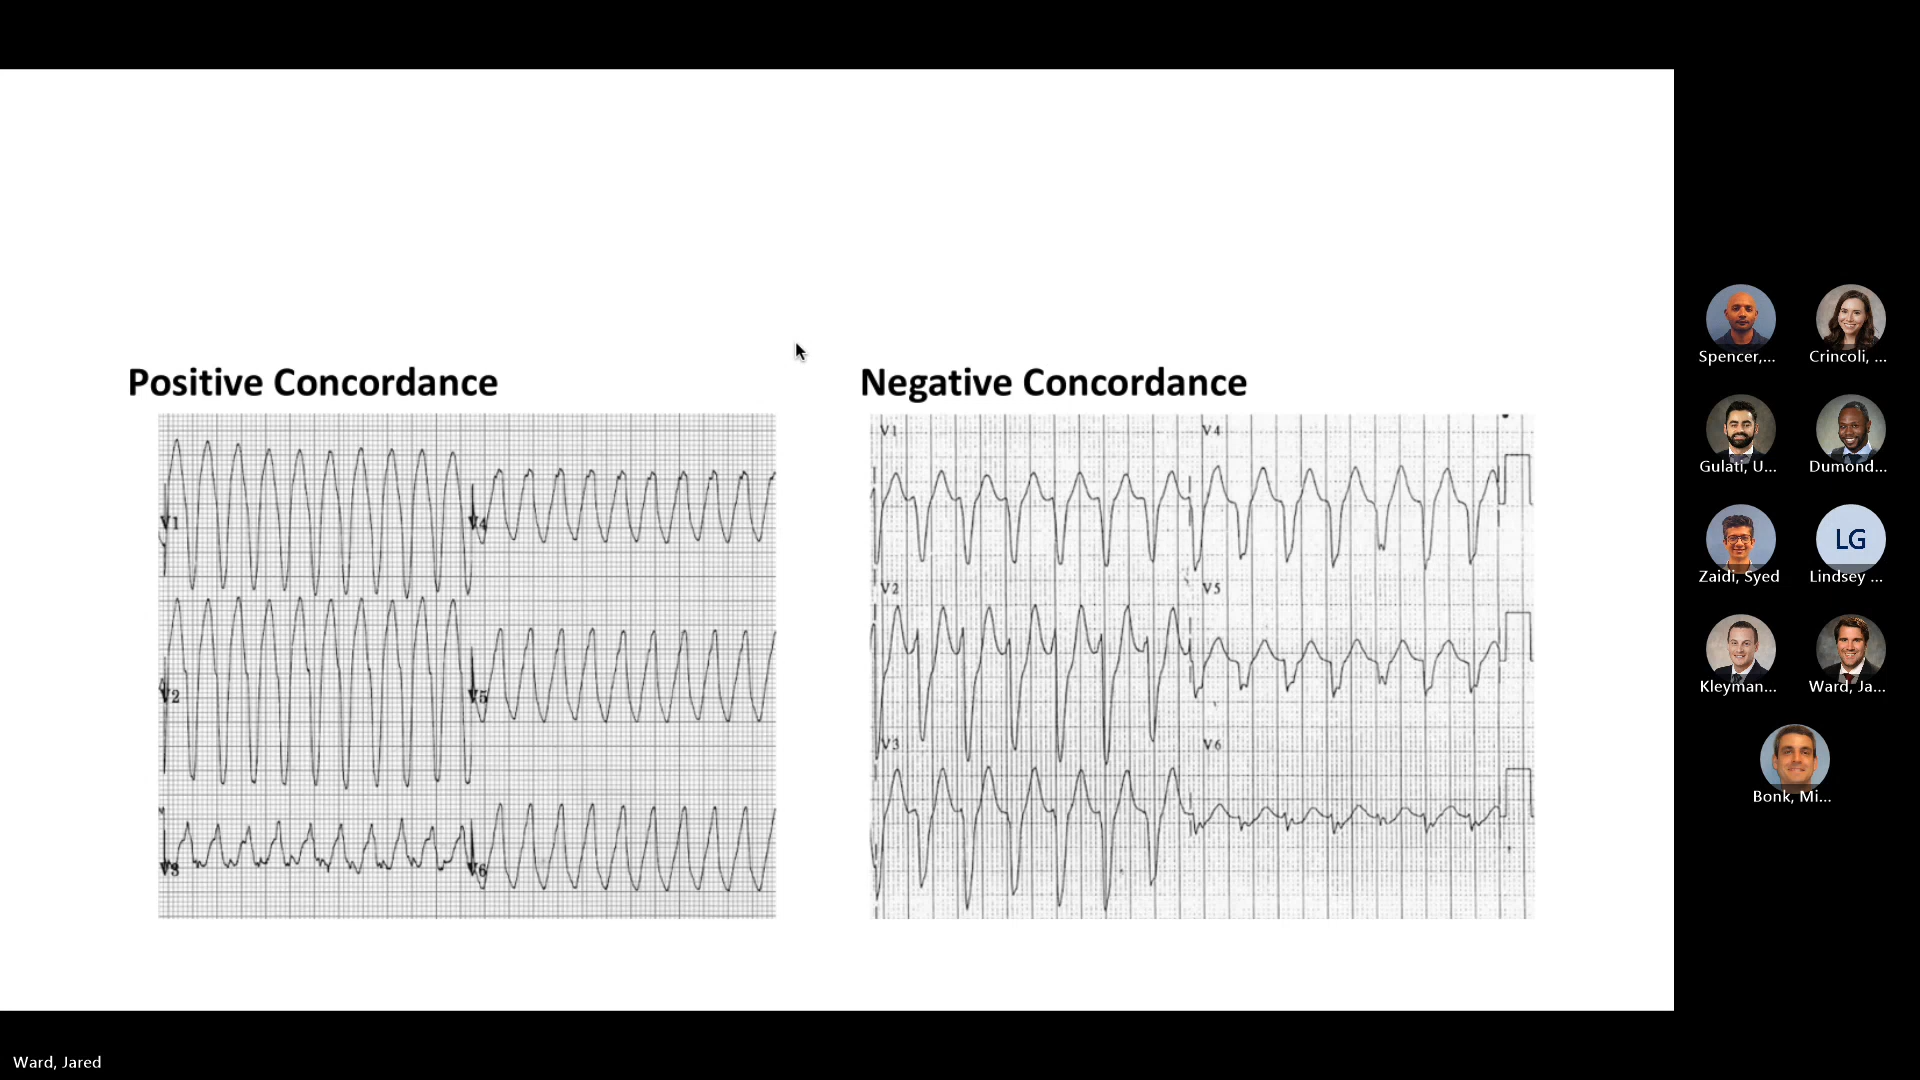 Positive Concordance
Negative Concordance
V1
V4
V2
V5
V3
V6
V1
V4
V2
V5
V3
V6
Spencer,...
Crincoli, ...
Gulati, U...
Dumond...
Zaidi, Syed
LG
Lindsey ...
Kleyman...
Ward, Ja...
Bonk, Mi...
Ward, Jared